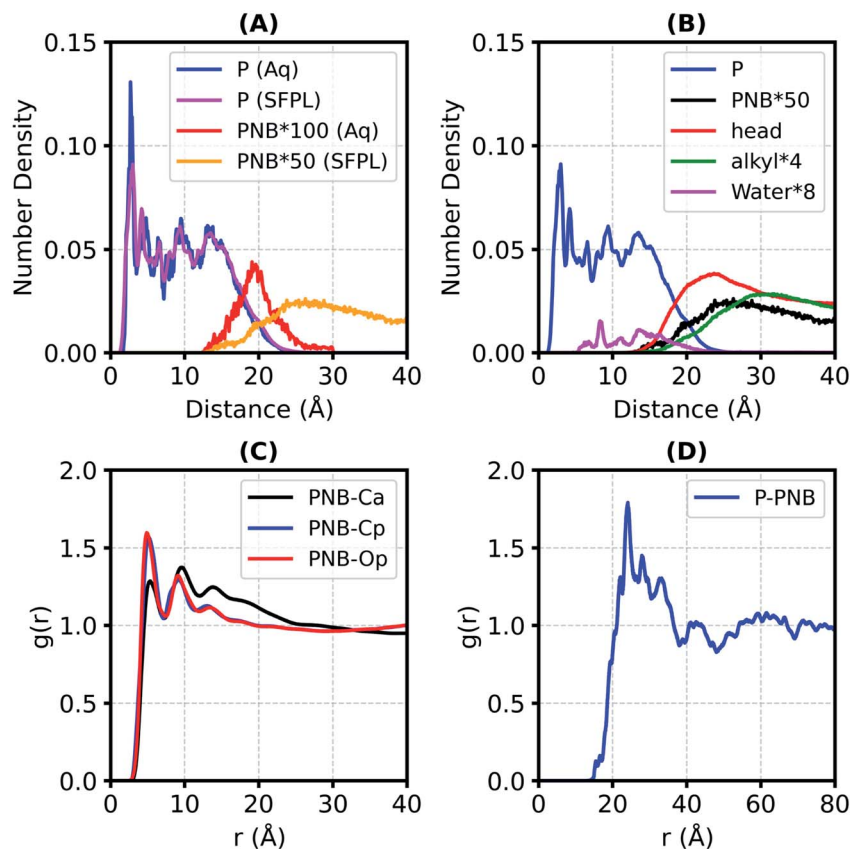 (A)
0.15
0.10
0.05
0.00
Number Density
P (Aq)
P (SFPL)
PNB*100 (Aq)
PNB*50 (SFPL)
0 10 20 30 40
Distance (Å)
(B)
0.15
0.10
0.05
0.00
Number Density
P
PNB*50
head
alkyl*4
Water*8
0 10 20 30 40
Distance (Å)
(C)
2.0
1.5
1.0
0.5
0.0
g(r)
PNB-Ca
PNB-Cp
PNB-Op
0 10 20 30 40
r (Å)
(D)
2.0
1.5
1.0
0.5
0.0
g(r)
P-PNB
0 20 40 60 80
r (Å)